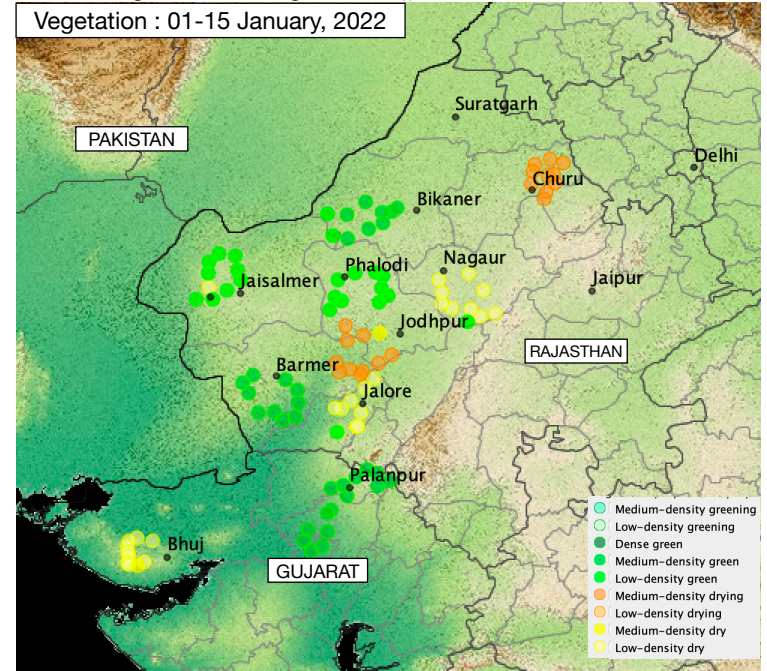 Vegetation : 01-15 January, 2022
Suratgarh
PAKISTAN
Delhi
Churu
Bikaner
Nagaur
Phalodi
Jaisalmer
Jaipur
Jodhpur
RAJASTHAN
Barmer
Jalore
Palanpur
Bhuj
GUJARAT
Medium-density greening
Low-density greening
Dense green
Medium-density green
Low-density green
Medium-density drying
Low-density drying
Medium-density dry
Low-density dry